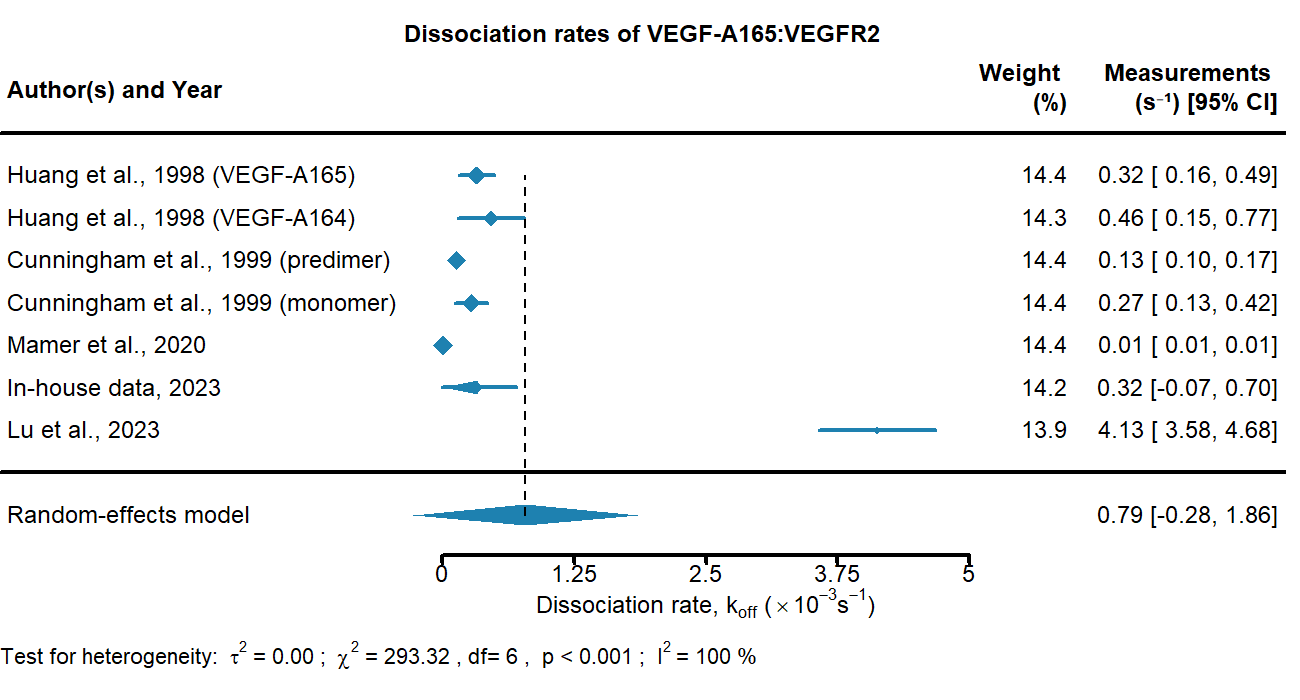 Dissociation rates of VEGF-A165:VEGFR2
Author(s) and Year Weight (%) Measurements (s⁻¹) [95% CI]
Huang et al., 1998 (VEGF-A165) 14.4 0.32 [ 0.16, 0.49]
Huang et al., 1998 (VEGF-A164) 14.3 0.46 [ 0.15, 0.77]
Cunningham et al., 1999 (predimer) 14.4 0.13 [ 0.10, 0.17]
Cunningham et al., 1999 (monomer) 14.4 0.27 [ 0.13, 0.42]
Mamer et al., 2020 14.4 0.01 [ 0.01, 0.01]
In-house data, 2023 14.2 0.32 [-0.07, 0.70]
Lu et al., 2023 13.9 4.13 [ 3.58, 4.68]
Random-effects model 0.79 [-0.28, 1.86]
0 1.25 2.5 3.75 5
Dissociation rate, k_off (×10⁻³s⁻¹)
Test for heterogeneity: τ² = 0.00 ; χ² = 293.32 , df= 6 , p < 0.001 ; I² = 100 %